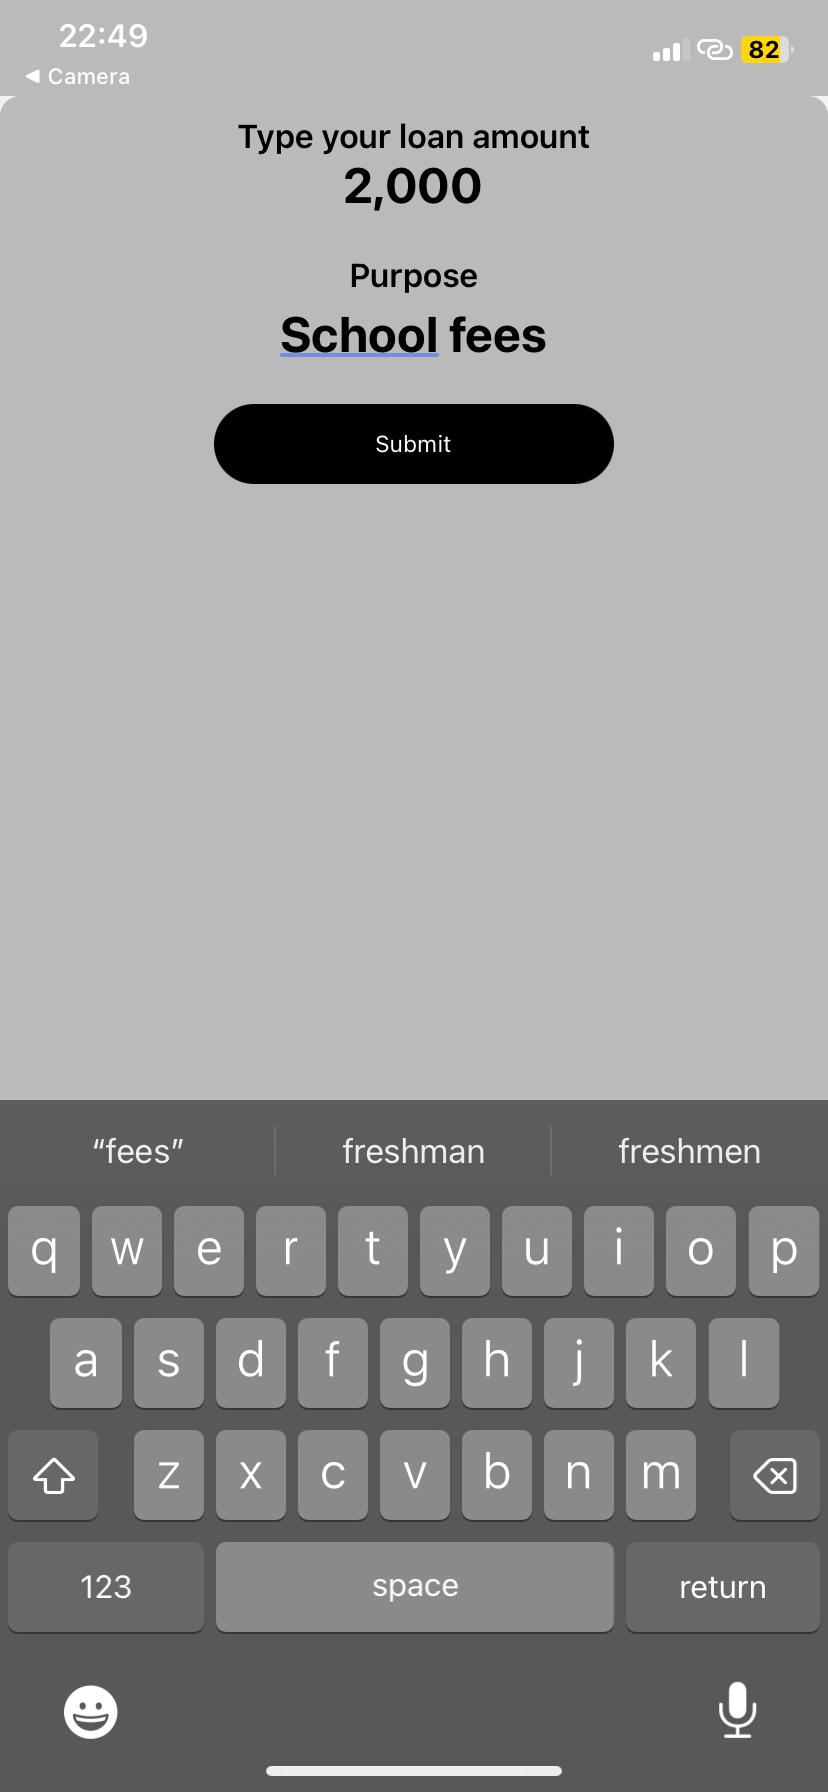 22:49
82
◀ Camera
Type your loan amount
2,000
Purpose
School fees
Submit
“fees” freshman freshmen
q w e r t y u i o p
a s d f g h j k l
z x c v b n m
123 space return